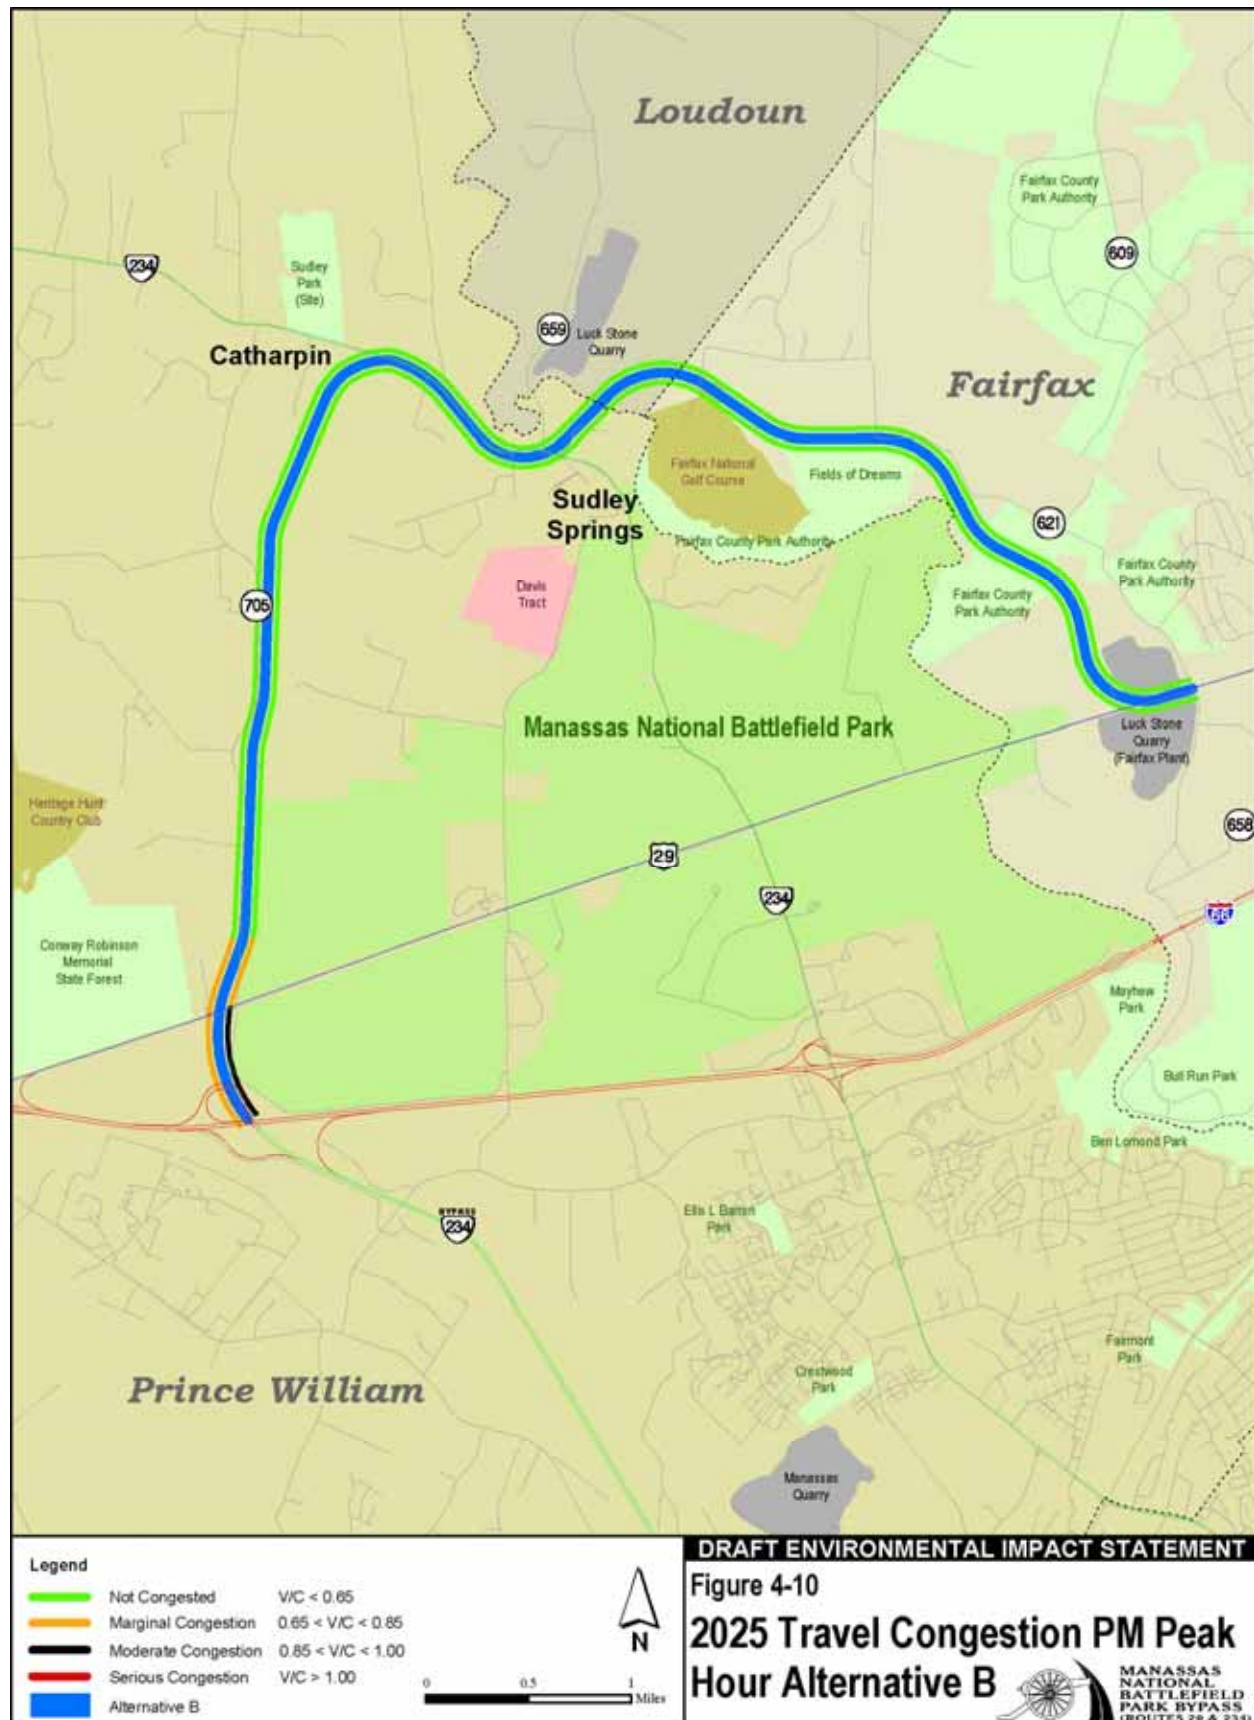 Loudoun
Fairfax County
Park Authority
609
234
Sudley
Park
(Site)
659
Luck Stone
Quarry
Catharpin
Fairfax
Fairfax National
Golf Course
Fields of Dreams
Sudley
Springs
621
Fairfax County Park Authority
Fairfax County
Park Authority
Davis
Tract
Fairfax County
Park Authority
705
Manassas National Battlefield Park
Luck Stone
Quarry
(Fairfax Plant)
Heritage Hunt
Country Club
658
29
234
66
Conway Robinson
Memorial
State Forest
Mayhew
Park
Bull Run Park
Ben Lomond Park
BYPASS
234
Ellis L Barron
Park
Fairmont
Park
Crestwood
Park
Prince William
Manassas
Quarry
Legend
Not Congested V/C < 0.65
Marginal Congestion 0.65 < V/C < 0.85
Moderate Congestion 0.85 < V/C < 1.00
Serious Congestion V/C > 1.00
Alternative B
N
0 0.5 1
Miles
DRAFT ENVIRONMENTAL IMPACT STATEMENT
Figure 4-10
2025 Travel Congestion PM Peak
Hour Alternative B
MANASSAS
NATIONAL
BATTLEFIELD
PARK BYPASS
(ROUTES 29 & 234)